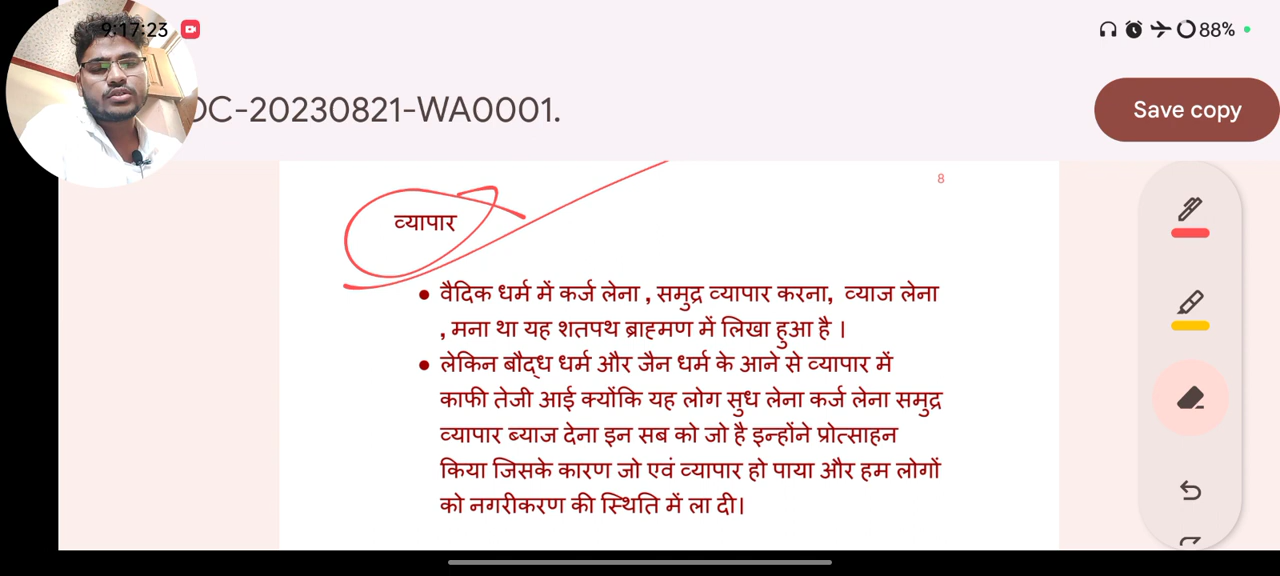 9:17:23
88%
OC-20230821-WA0001.
Save copy
8
व्यापार
• वैदिक धर्म में कर्ज लेना , समुद्र व्यापार करना, व्याज लेना
, मना था यह शतपथ ब्राह्मण में लिखा हुआ है ।
• लेकिन बौद्ध धर्म और जैन धर्म के आने से व्यापार में
काफी तेजी आई क्योंकि यह लोग सुध लेना कर्ज लेना समुद्र
व्यापार ब्याज देना इन सब को जो है इन्होंने प्रोत्साहन
किया जिसके कारण जो एवं व्यापार हो पाया और हम लोगों
को नगरीकरण की स्थिति में ला दी।